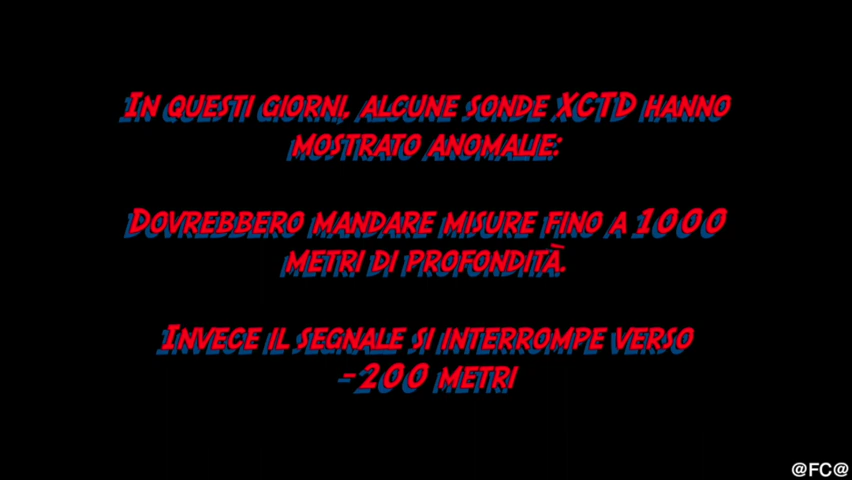 In questi giorni, alcune sonde XCTD hanno
mostrato anomalie:
Dovrebbero mandare misure fino a 1000
metri di profondità.
Invece il segnale si interrompe verso
-200 metri
@FC@